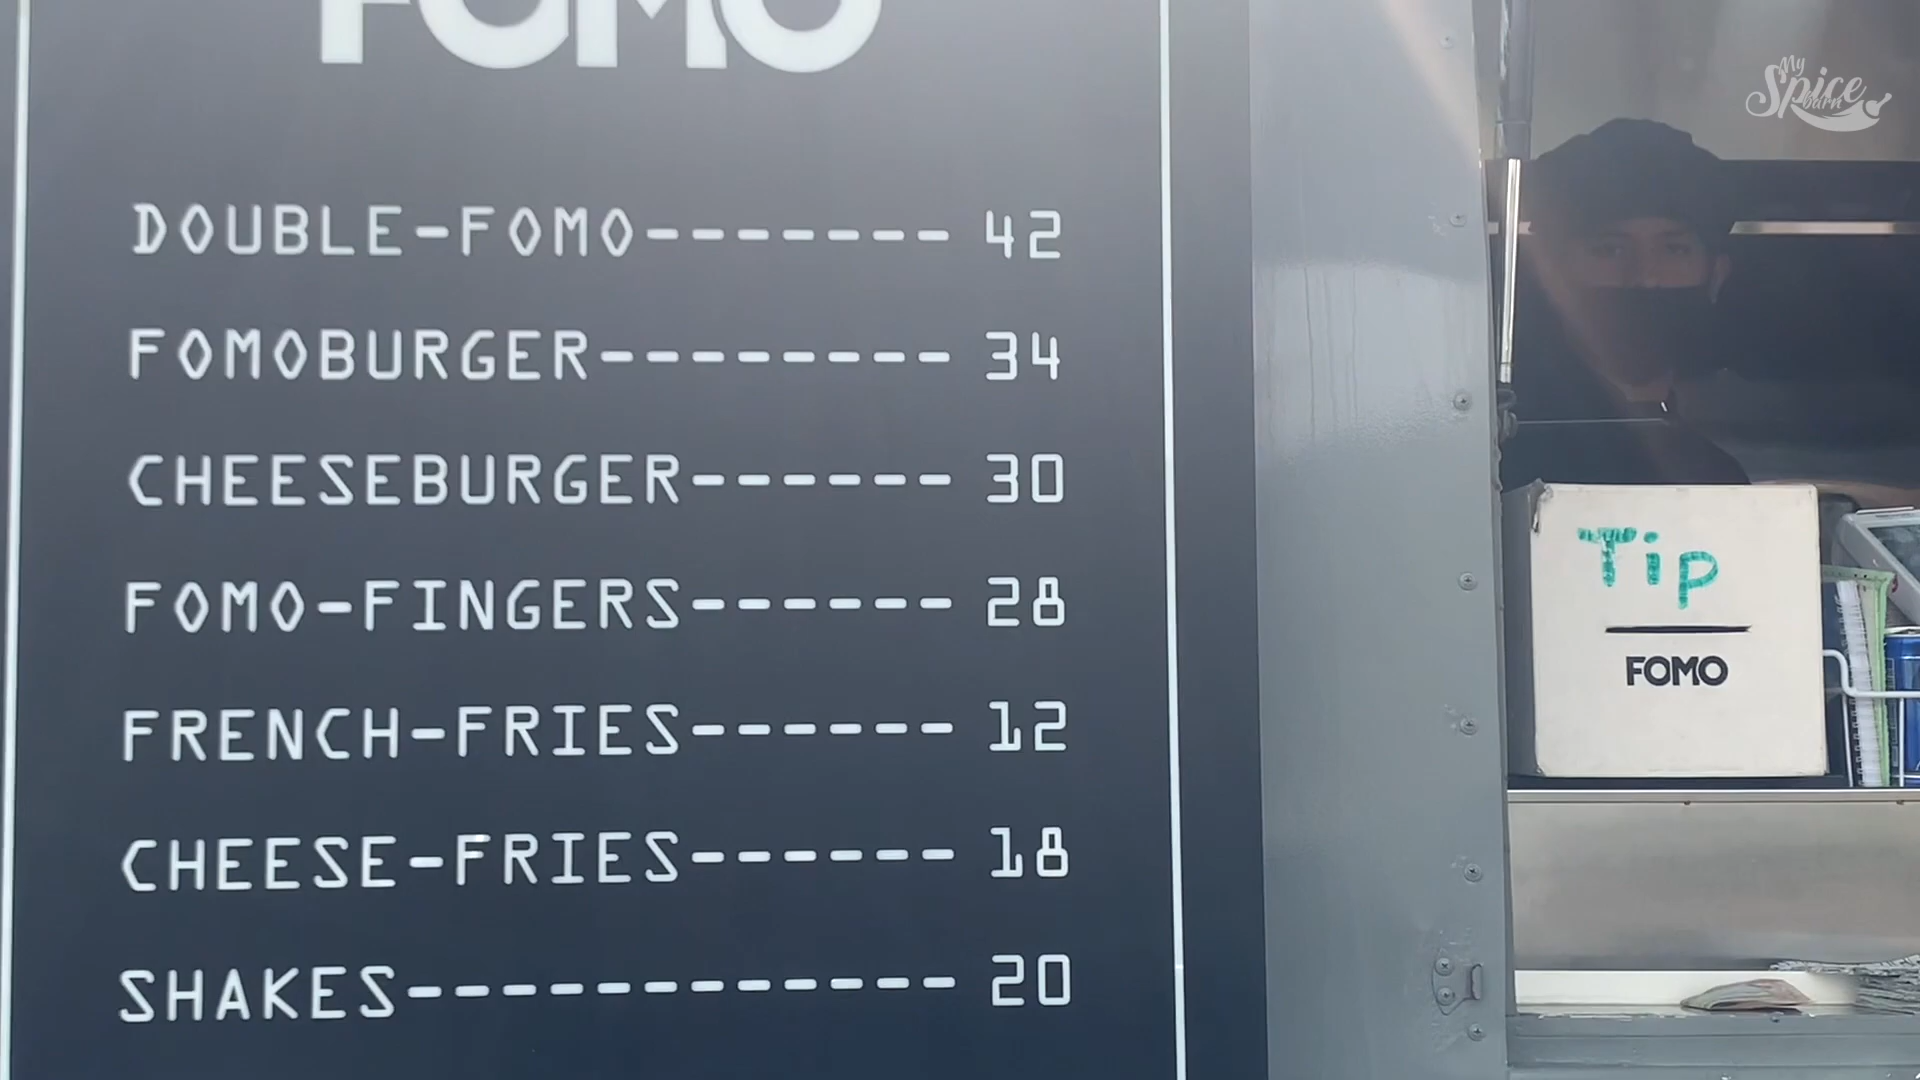 FOMO
DOUBLE-FOMO------- 42
FOMOBURGER-------- 34
CHEESEBURGER------ 30
FOMO-FINGERS------ 28
FRENCH-FRIES------ 12
CHEESE-FRIES------ 18
SHAKES------------ 20
My
Spice
barn
Tip
FOMO